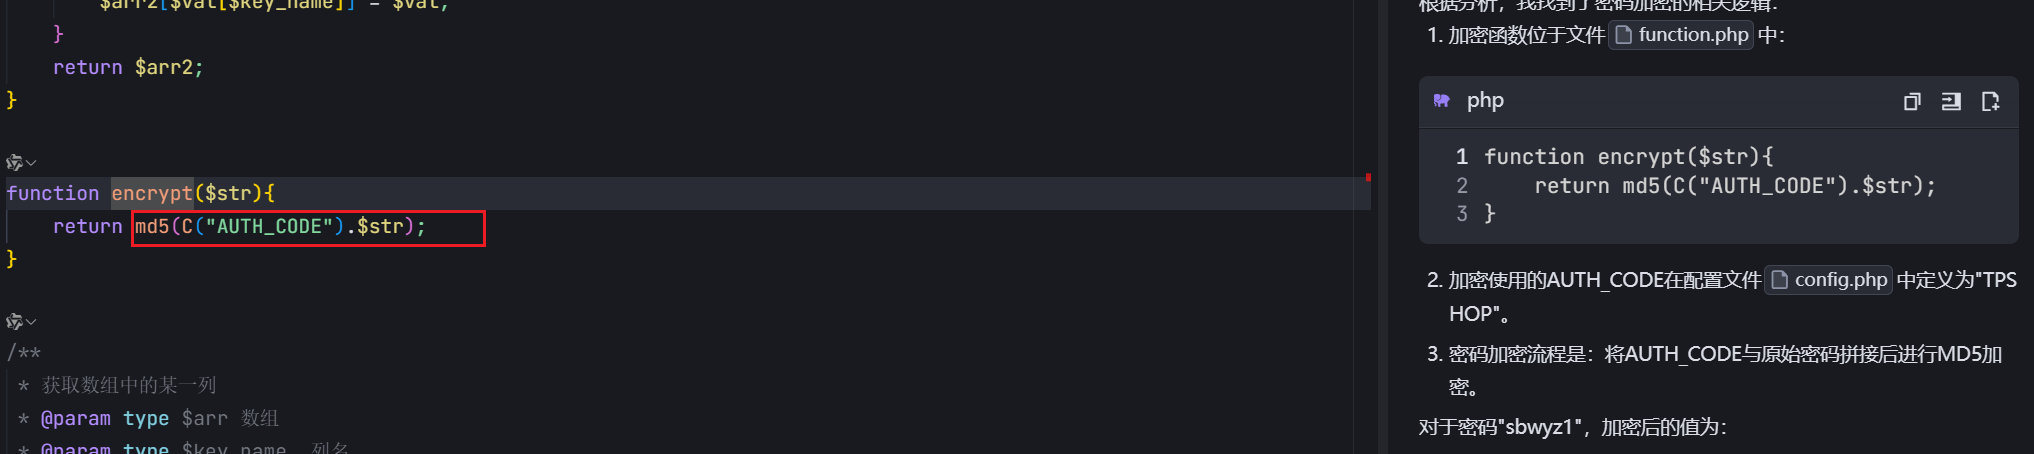 $arr2[$val[$key_name]] = $val;
}
return $arr2;
}
function encrypt($str){
return md5(C("AUTH_CODE").$str);
}
/**
* 获取数组中的某一列
* @param type $arr 数组
* @param type $key_name 列名
根据分析，我找到了密码加密的相关逻辑：
1. 加密函数位于文件 function.php 中：
php
1 function encrypt($str){
2 return md5(C("AUTH_CODE").$str);
3 }
2. 加密使用的AUTH_CODE在配置文件 config.php 中定义为"TPS
HOP"。
3. 密码加密流程是：将AUTH_CODE与原始密码拼接后进行MD5加
密。
对于密码"sbwyz1"，加密后的值为：